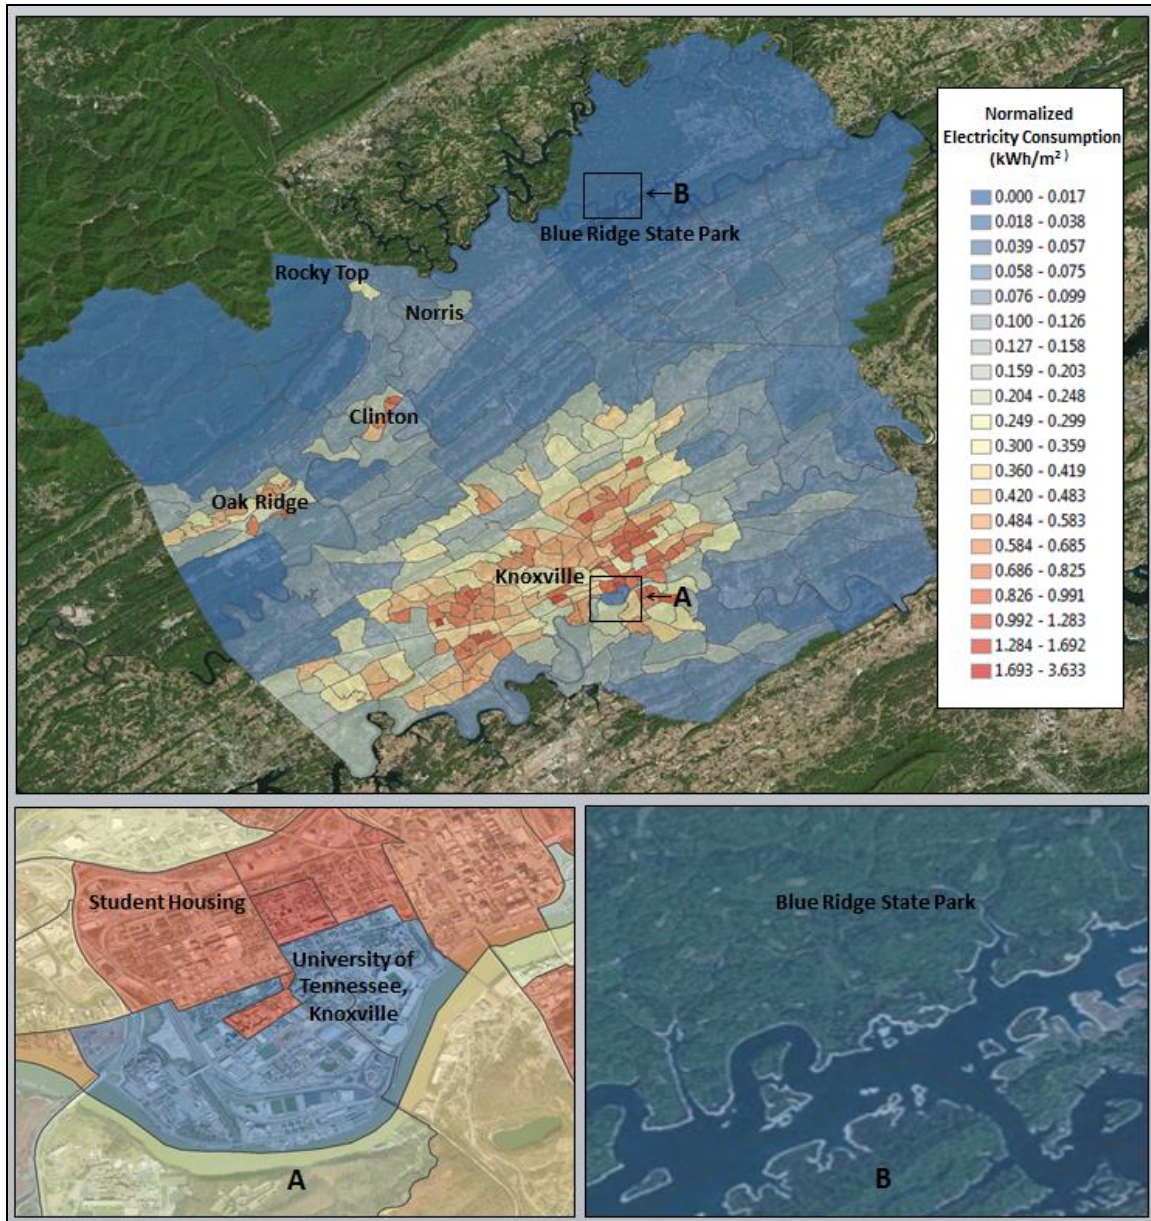 Normalized
Electricity Consumption
(kWh/m²)
0.000 - 0.017
0.018 - 0.038
0.039 - 0.057
0.058 - 0.075
0.076 - 0.099
0.100 - 0.126
0.127 - 0.158
0.159 - 0.203
0.204 - 0.248
0.249 - 0.299
0.300 - 0.359
0.360 - 0.419
0.420 - 0.483
0.484 - 0.583
0.584 - 0.685
0.686 - 0.825
0.826 - 0.991
0.992 - 1.283
1.284 - 1.692
1.693 - 3.633
←B
Blue Ridge State Park
Rocky Top
Norris
Clinton
Oak Ridge
Knoxville
←A
Student Housing
University of
Tennessee,
Knoxville
A
Blue Ridge State Park
B